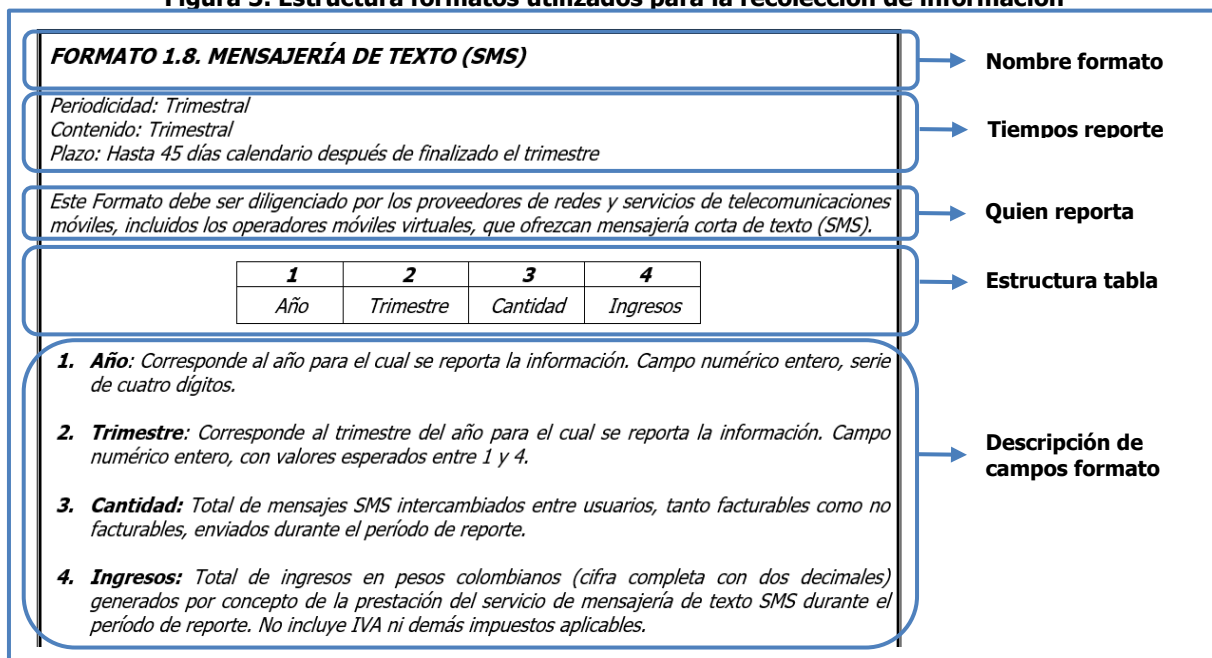 Figura 3. Estructura formatos utilizados para la recolección de información
FORMATO 1.8. MENSAJERÍA DE TEXTO (SMS)
Nombre formato
Periodicidad: Trimestral
Contenido: Trimestral
Plazo: Hasta 45 días calendario después de finalizado el trimestre
Tiempos reporte
Este Formato debe ser diligenciado por los proveedores de redes y servicios de telecomunicaciones
móviles, incluidos los operadores móviles virtuales, que ofrezcan mensajería corta de texto (SMS).
Quien reporta
1 2 3 4
Año Trimestre Cantidad Ingresos
Estructura tabla
1. Año: Corresponde al año para el cual se reporta la información. Campo numérico entero, serie
de cuatro dígitos.
2. Trimestre: Corresponde al trimestre del año para el cual se reporta la información. Campo
numérico entero, con valores esperados entre 1 y 4.
3. Cantidad: Total de mensajes SMS intercambiados entre usuarios, tanto facturables como no
facturables, enviados durante el período de reporte.
4. Ingresos: Total de ingresos en pesos colombianos (cifra completa con dos decimales)
generados por concepto de la prestación del servicio de mensajería de texto SMS durante el
período de reporte. No incluye IVA ni demás impuestos aplicables.
Descripción de
campos formato